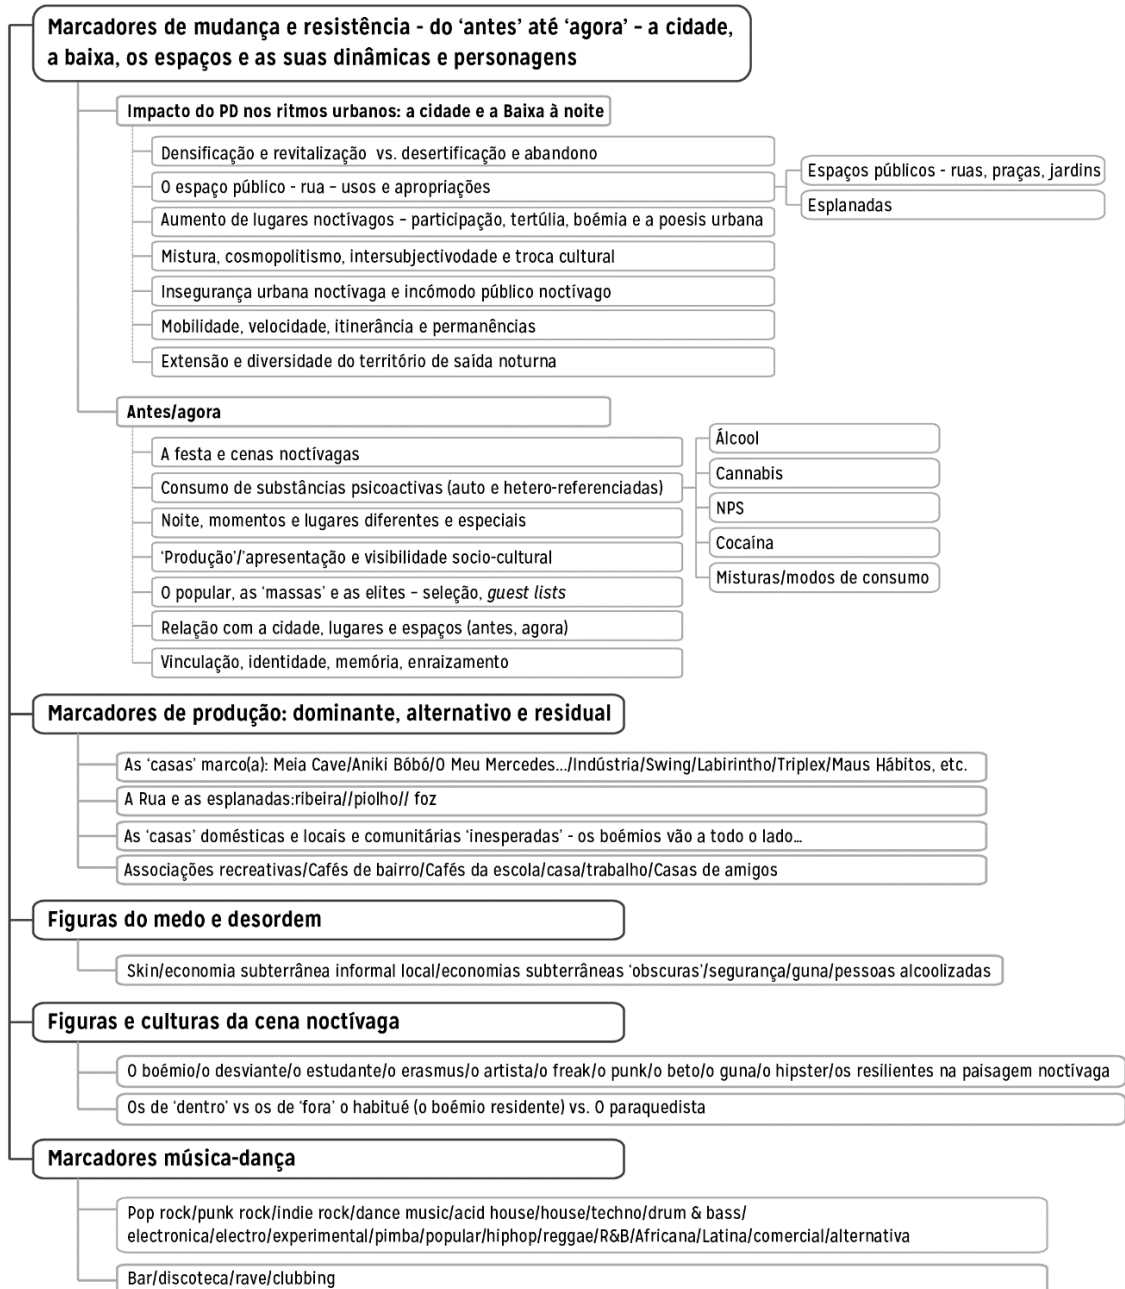 Marcadores de mudança e resistência - do ‘antes’ até ‘agora’ – a cidade,
a baixa, os espaços e as suas dinâmicas e personagens
Impacto do PD nos ritmos urbanos: a cidade e a Baixa à noite
Densificação e revitalização vs. desertificação e abandono
O espaço público - rua – usos e apropriações
Espaços públicos - ruas, praças, jardins
Esplanadas
Aumento de lugares noctívagos – participação, tertúlia, boémia e a poesis urbana
Mistura, cosmopolitismo, intersubjectivodade e troca cultural
Insegurança urbana noctívaga e incómodo público noctívago
Mobilidade, velocidade, itinerância e permanências
Extensão e diversidade do território de saída noturna
Antes/agora
A festa e cenas noctívagas
Consumo de substâncias psicoactivas (auto e hetero-referenciadas)
Álcool
Cannabis
NPS
Cocaína
Misturas/modos de consumo
Noite, momentos e lugares diferentes e especiais
‘Produção’/’apresentação e visibilidade socio-cultural
O popular, as ‘massas’ e as elites – seleção, guest lists
Relação com a cidade, lugares e espaços (antes, agora)
Vinculação, identidade, memória, enraizamento
Marcadores de produção: dominante, alternativo e residual
As ‘casas’ marco(a): Meia Cave/Aniki Bóbó/O Meu Mercedes.../Indústria/Swing/Labirintho/Triplex/Maus Hábitos, etc.
A Rua e as esplanadas:ribeira//piolho// foz
As ‘casas’ domésticas e locais e comunitárias ‘inesperadas’ - os boémios vão a todo o lado...
Associações recreativas/Cafés de bairro/Cafés da escola/casa/trabalho/Casas de amigos
Figuras do medo e desordem
Skin/economia subterrânea informal local/economias subterrâneas ‘obscuras’/segurança/guna/pessoas alcoolizadas
Figuras e culturas da cena noctívaga
O boémio/o desviante/o estudante/o erasmus/o artista/o freak/o punk/o beto/o guna/o hipster/os resilientes na paisagem noctívaga
Os de ‘dentro’ vs os de ‘fora’ o habitué (o boémio residente) vs. O paraquedista
Marcadores música-dança
Pop rock/punk rock/indie rock/dance music/acid house/house/techno/drum & bass/
electronica/electro/experimental/pimba/popular/hiphop/reggae/R&B/Africana/Latina/comercial/alternativa
Bar/discoteca/rave/clubbing